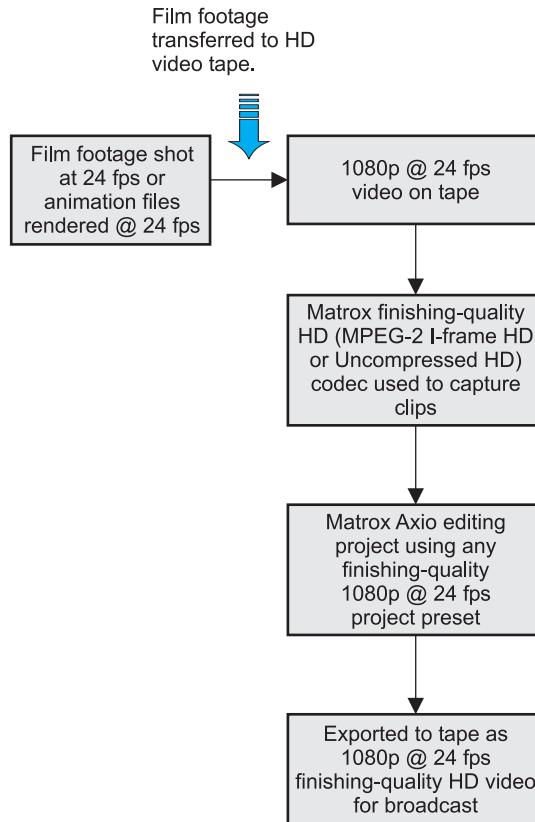 Film footage
transferred to HD
video tape.
Film footage shot
at 24 fps or
animation files
rendered @ 24 fps
1080p @ 24 fps
video on tape
Matrox finishing-quality
HD (MPEG-2 I-frame HD
or Uncompressed HD)
codec used to capture
clips
Matrox Axio editing
project using any
finishing-quality
1080p @ 24 fps
project preset
Exported to tape as
1080p @ 24 fps
finishing-quality HD video
for broadcast